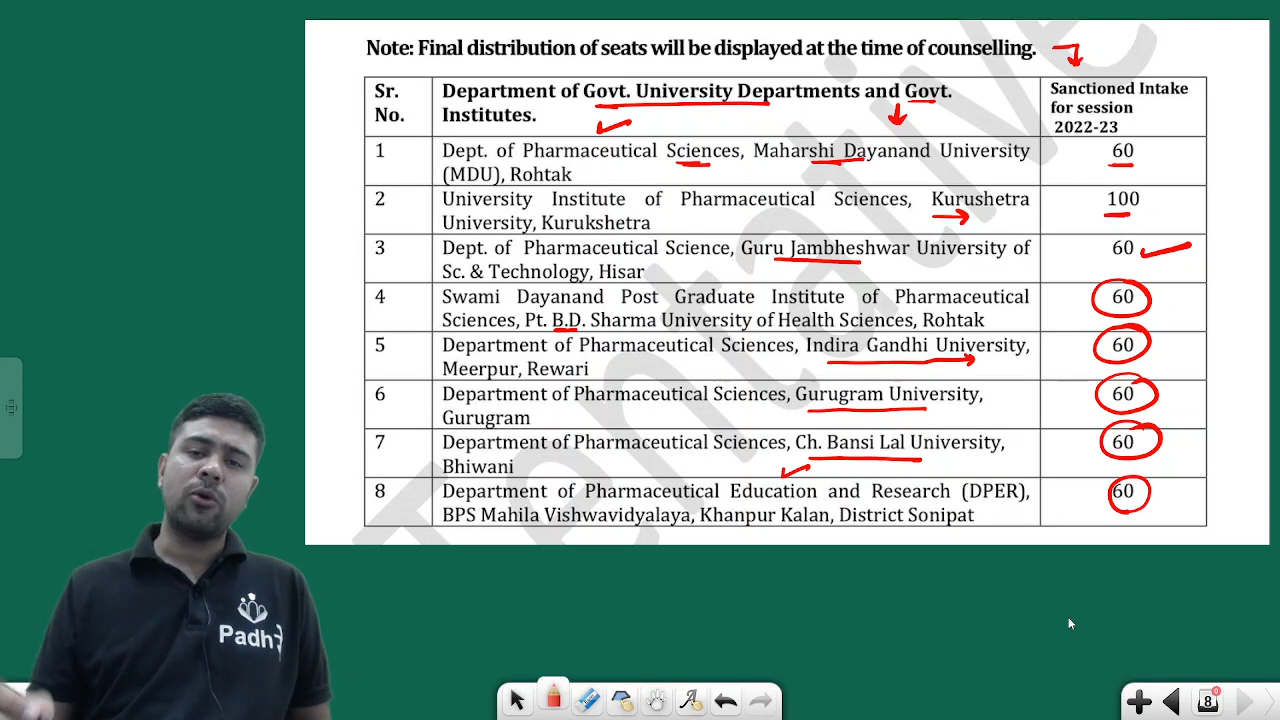 Note: Final distribution of seats will be displayed at the time of counselling.
Sr. No.
Department of Govt. University Departments and Govt. Institutes.
Sanctioned Intake for session 2022-23
1
Dept. of Pharmaceutical Sciences, Maharshi Dayanand University
(MDU), Rohtak
60
2
University Institute of Pharmaceutical Sciences, Kurushetra
University, Kurukshetra
100
3
Dept. of Pharmaceutical Science, Guru Jambheshwar University of
Sc. & Technology, Hisar
60
4
Swami Dayanand Post Graduate Institute of Pharmaceutical
Sciences, Pt. B.D. Sharma University of Health Sciences, Rohtak
60
5
Department of Pharmaceutical Sciences, Indira Gandhi University,
Meerpur, Rewari
60
6
Department of Pharmaceutical Sciences, Gurugram University,
Gurugram
60
7
Department of Pharmaceutical Sciences, Ch. Bansi Lal University,
Bhiwani
60
8
Department of Pharmaceutical Education and Research (DPER),
BPS Mahila Vishwavidyalaya, Khanpur Kalan, District Sonipat
60
Tentative
Padhरे
8
0